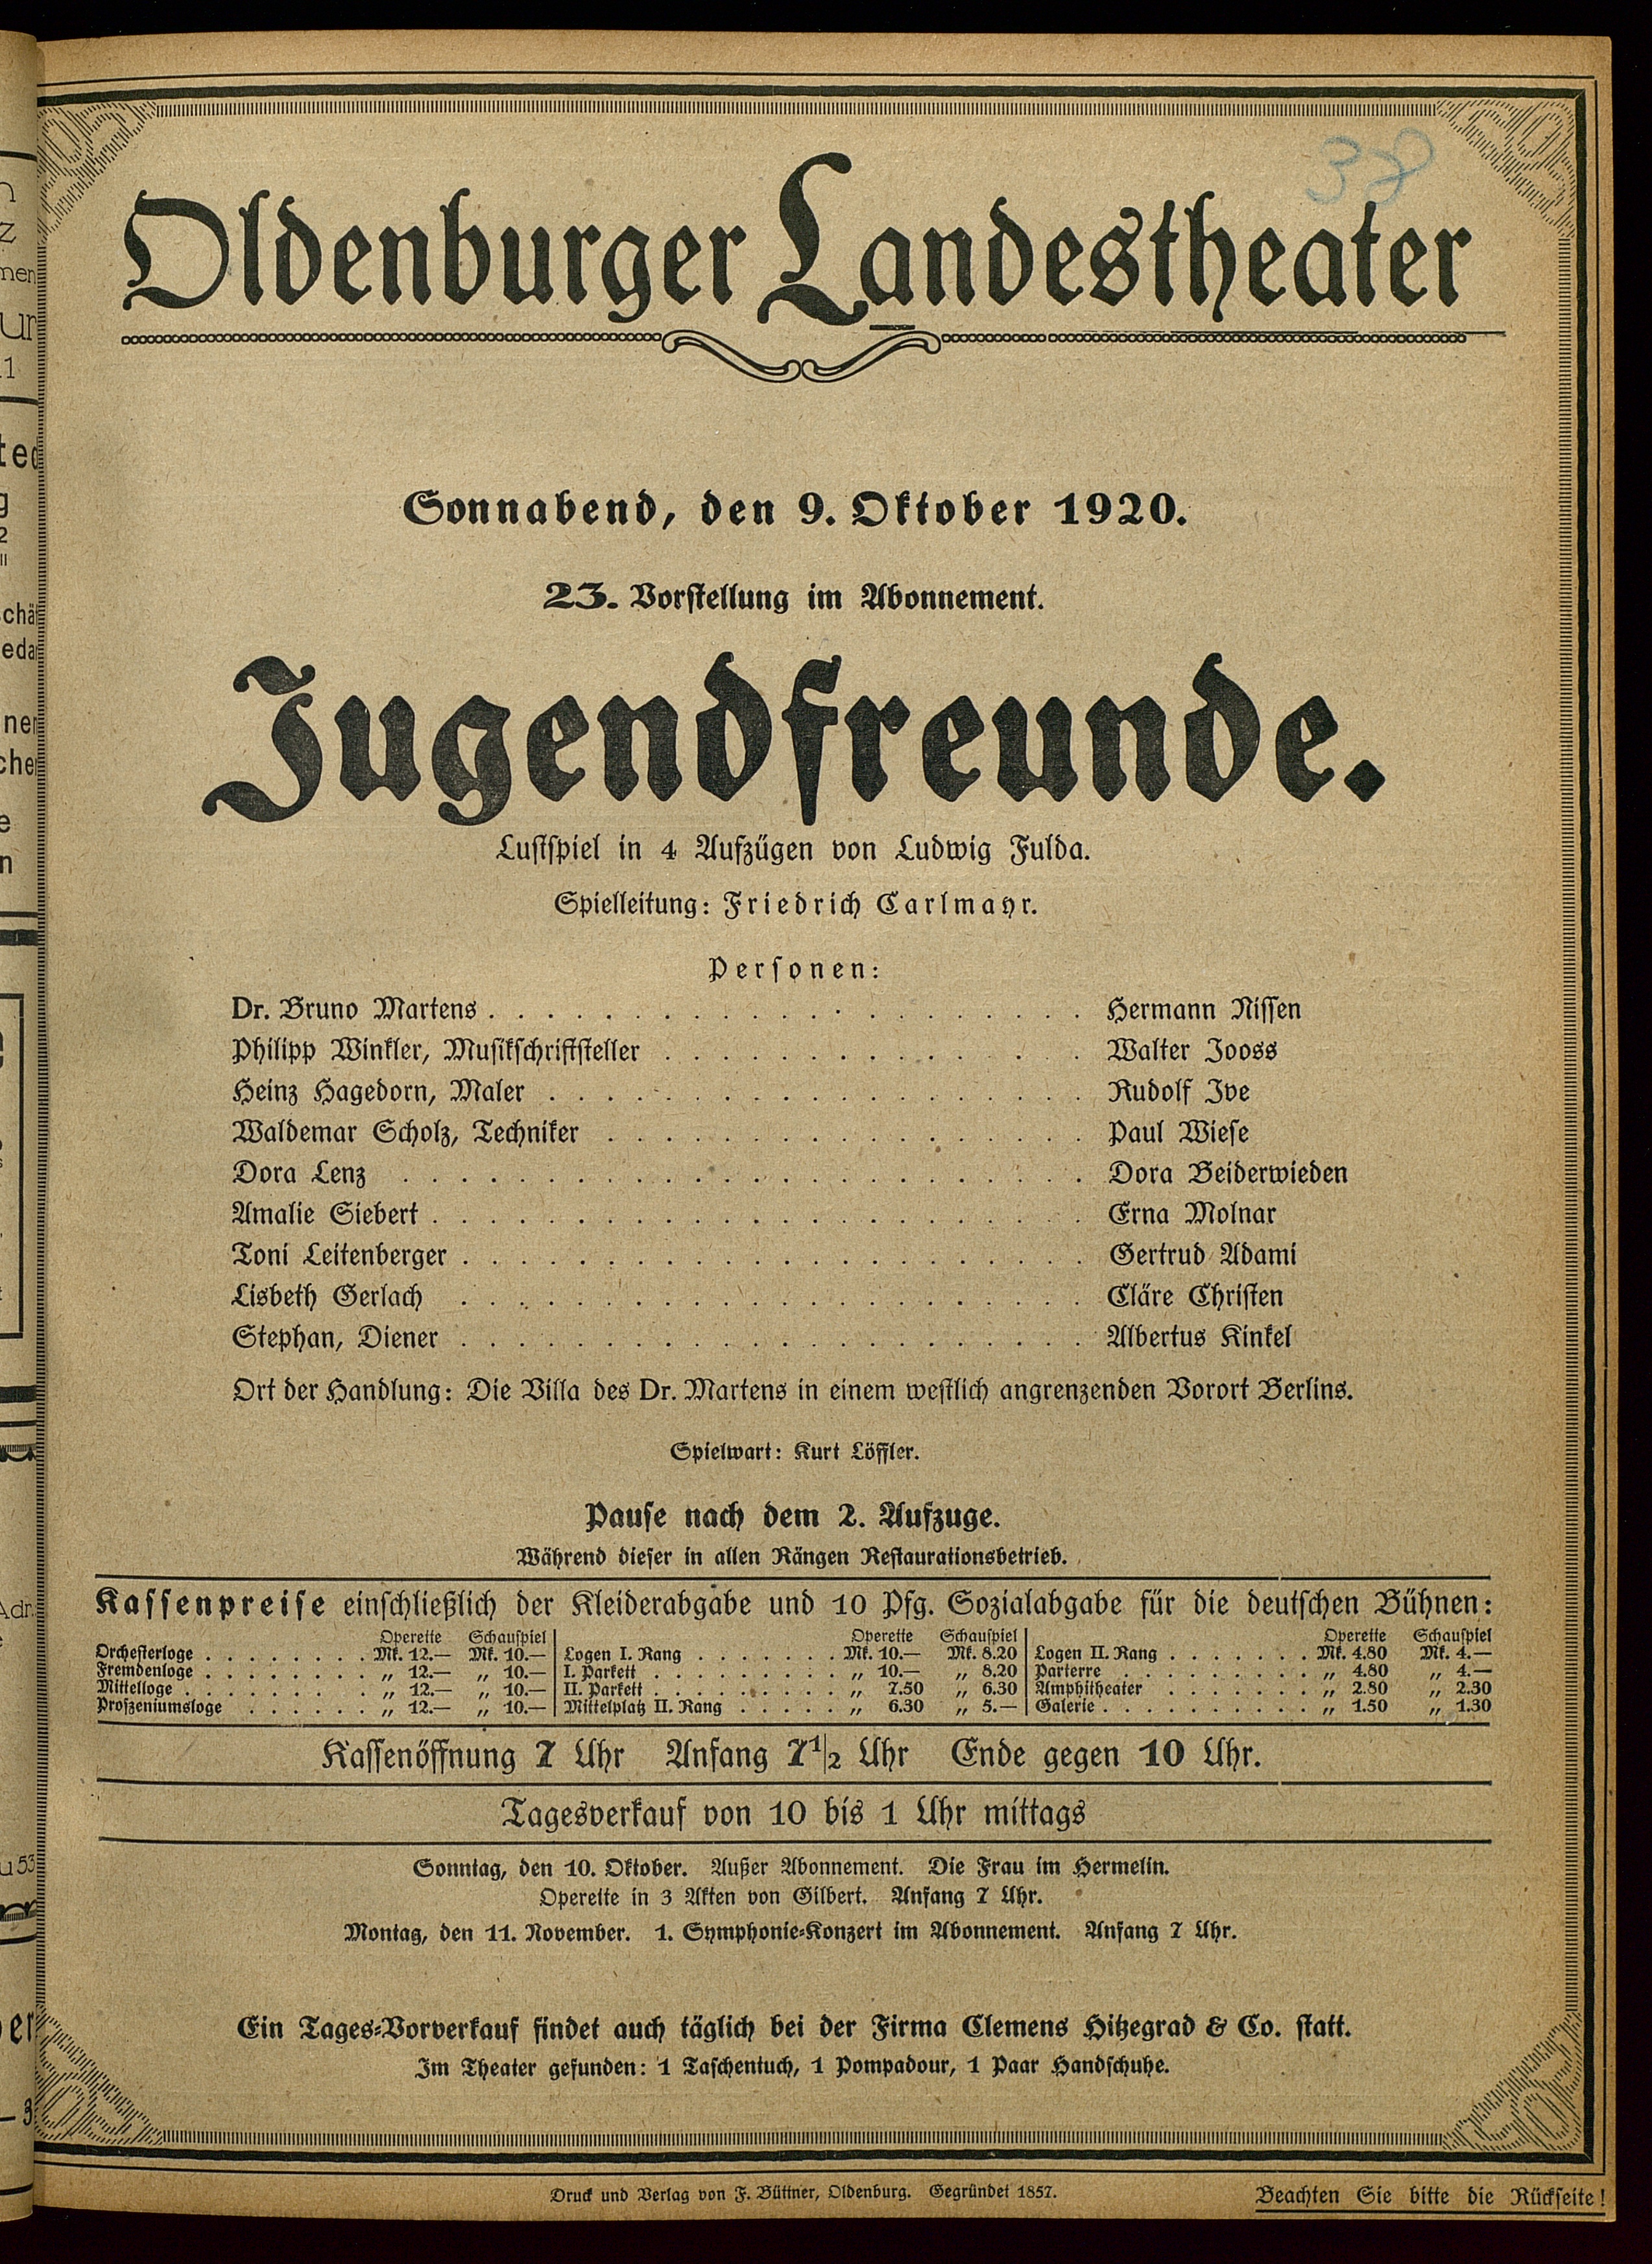 38
Oldenburger Landestheater
Sonnabend, den 9. Oktober 1920.
23. Vorstellung im Abonnement.
Jugendfreunde.
Lustspiel in 4 Aufzügen von Ludwig Fulda.
Spielleitung: Friedrich Carlmayr.
Personen:
Dr. Bruno Martens . . . . . . . . . . . . . . . . . . . . . Hermann Nissen
Philipp Winkler, Musikschriftsteller . . . . . . . . . . . . . . . Walter Jooss
Heinz Hagedorn, Maler . . . . . . . . . . . . . . . . . . . Rudolf Ive
Waldemar Scholz, Techniker . . . . . . . . . . . . . . . . . Paul Wiese
Dora Lenz . . . . . . . . . . . . . . . . . . . . . . . . Dora Beiderwieden
Amalie Siebert . . . . . . . . . . . . . . . . . . . . . . . Erna Molnar
Toni Leitenberger . . . . . . . . . . . . . . . . . . . . . . Gertrud Adami
Lisbeth Gerlach . . . . . . . . . . . . . . . . . . . . . . Cläre Christen
Stephan, Diener . . . . . . . . . . . . . . . . . . . . . . Albertus Kinkel
Ort der Handlung: Die Villa des Dr. Martens in einem westlich angrenzenden Vorort Berlins.
Spielwart: Kurt Löffler.
Pause nach dem 2. Aufzuge.
Während dieser in allen Rängen Restaurationsbetrieb.
Kassenpreise einschließlich der Kleiderabgabe und 10 Pfg. Sozialabgabe für die deutschen Bühnen:
Operette Schauspiel
Orchesterloge . . . . . . . . Mk. 12.— Mk. 10.—
Fremdenloge . . . . . . . . „ 12.— „ 10.—
Mittelloge . . . . . . . . . „ 12.— „ 10.—
Proszeniumsloge . . . . . . „ 12.— „ 10.—
Operette Schauspiel
Logen I. Rang . . . . . . . Mk. 10.— Mk. 8.20
I. Parkett . . . . . . . . . „ 10.— „ 8.20
II. Parkett . . . . . . . . . „ 7.50 „ 6.30
Mittelplatz II. Rang . . . . . „ 6.30 „ 5.—
Operette Schauspiel
Logen II. Rang . . . . . . . Mk. 4.80 Mk. 4.—
Parterre . . . . . . . . . „ 4.80 „ 4.—
Amphitheater . . . . . . . „ 2.80 „ 2.30
Galerie . . . . . . . . . . „ 1.50 „ 1.30
Kassenöffnung 7 Uhr Anfang 7 1/2 Uhr Ende gegen 10 Uhr.
Tagesverkauf von 10 bis 1 Uhr mittags
Sonntag, den 10. Oktober. Außer Abonnement. Die Frau im Hermelin.
Operette in 3 Akten von Gilbert. Anfang 7 Uhr.
Montag, den 11. November. 1. Symphonie-Konzert im Abonnement. Anfang 7 Uhr.
Ein Tages-Vorverkauf findet auch täglich bei der Firma Clemens Hitzegrad & Co. statt.
Im Theater gefunden: 1 Taschentuch, 1 Pompadour, 1 Paar Handschuhe.
Druck und Verlag von F. Büttner, Oldenburg. Gegründet 1857.
Beachten Sie bitte die Rückseite!